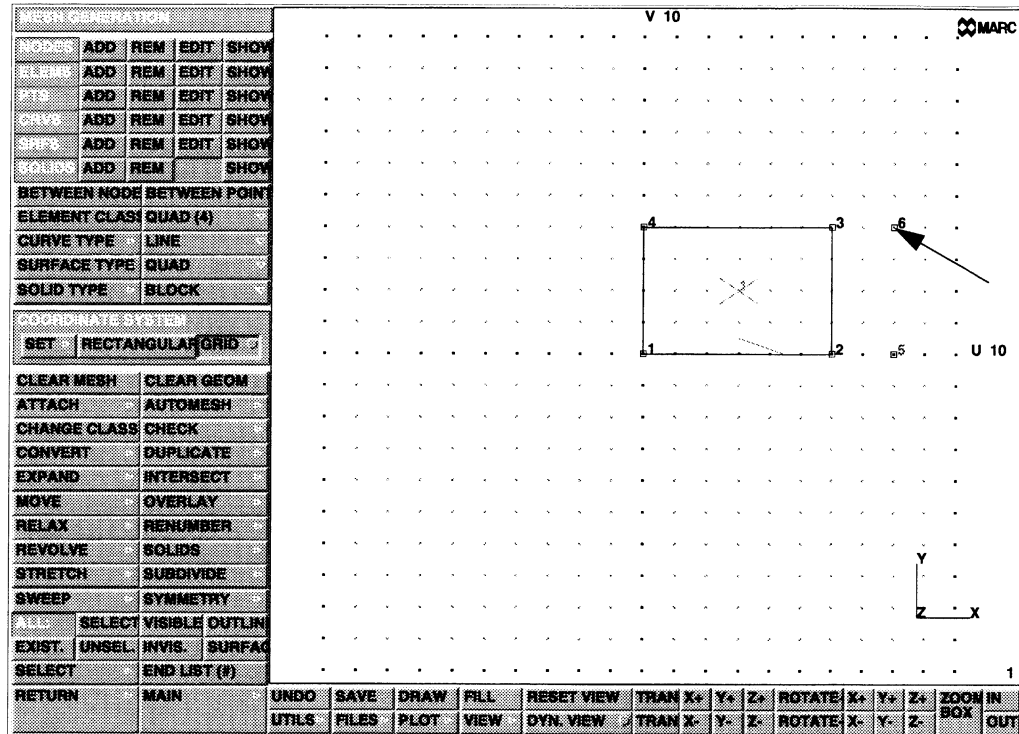 MESH GENERATION
NODES ADD REM EDIT SHOW
ELEMS ADD REM EDIT SHOW
PTS ADD REM EDIT SHOW
CRVS ADD REM EDIT SHOW
SRFS ADD REM EDIT SHOW
SOLIDS ADD REM SHOW
BETWEEN NODE BETWEEN POINT
ELEMENT CLASS QUAD (4)
CURVE TYPE LINE
SURFACE TYPE QUAD
SOLID TYPE BLOCK
COORDINATE SYSTEM
SET RECTANGULAR GRID
CLEAR MESH CLEAR GEOM
ATTACH AUTOMESH
CHANGE CLASS CHECK
CONVERT DUPLICATE
EXPAND INTERSECT
MOVE OVERLAY
RELAX RENUMBER
REVOLVE SOLIDS
STRETCH SUBDIVIDE
SWEEP SYMMETRY
ALL: SELECT VISIBLE OUTLIN
EXIST. UNSEL. INVIS. SURFAC
SELECT END LIST (#)
RETURN MAIN
UNDO SAVE DRAW FILL RESET VIEW TRAN X+ Y+ Z+ ROTATE X+ Y+ Z+ ZOOM IN
UTILS FILES PLOT VIEW DYN. VIEW TRAN X- Y- Z- ROTATE X- Y- Z- BOX OUT
V 10
MARC
4 3 6
3
1 2 5 U 10
Y
Z X
1